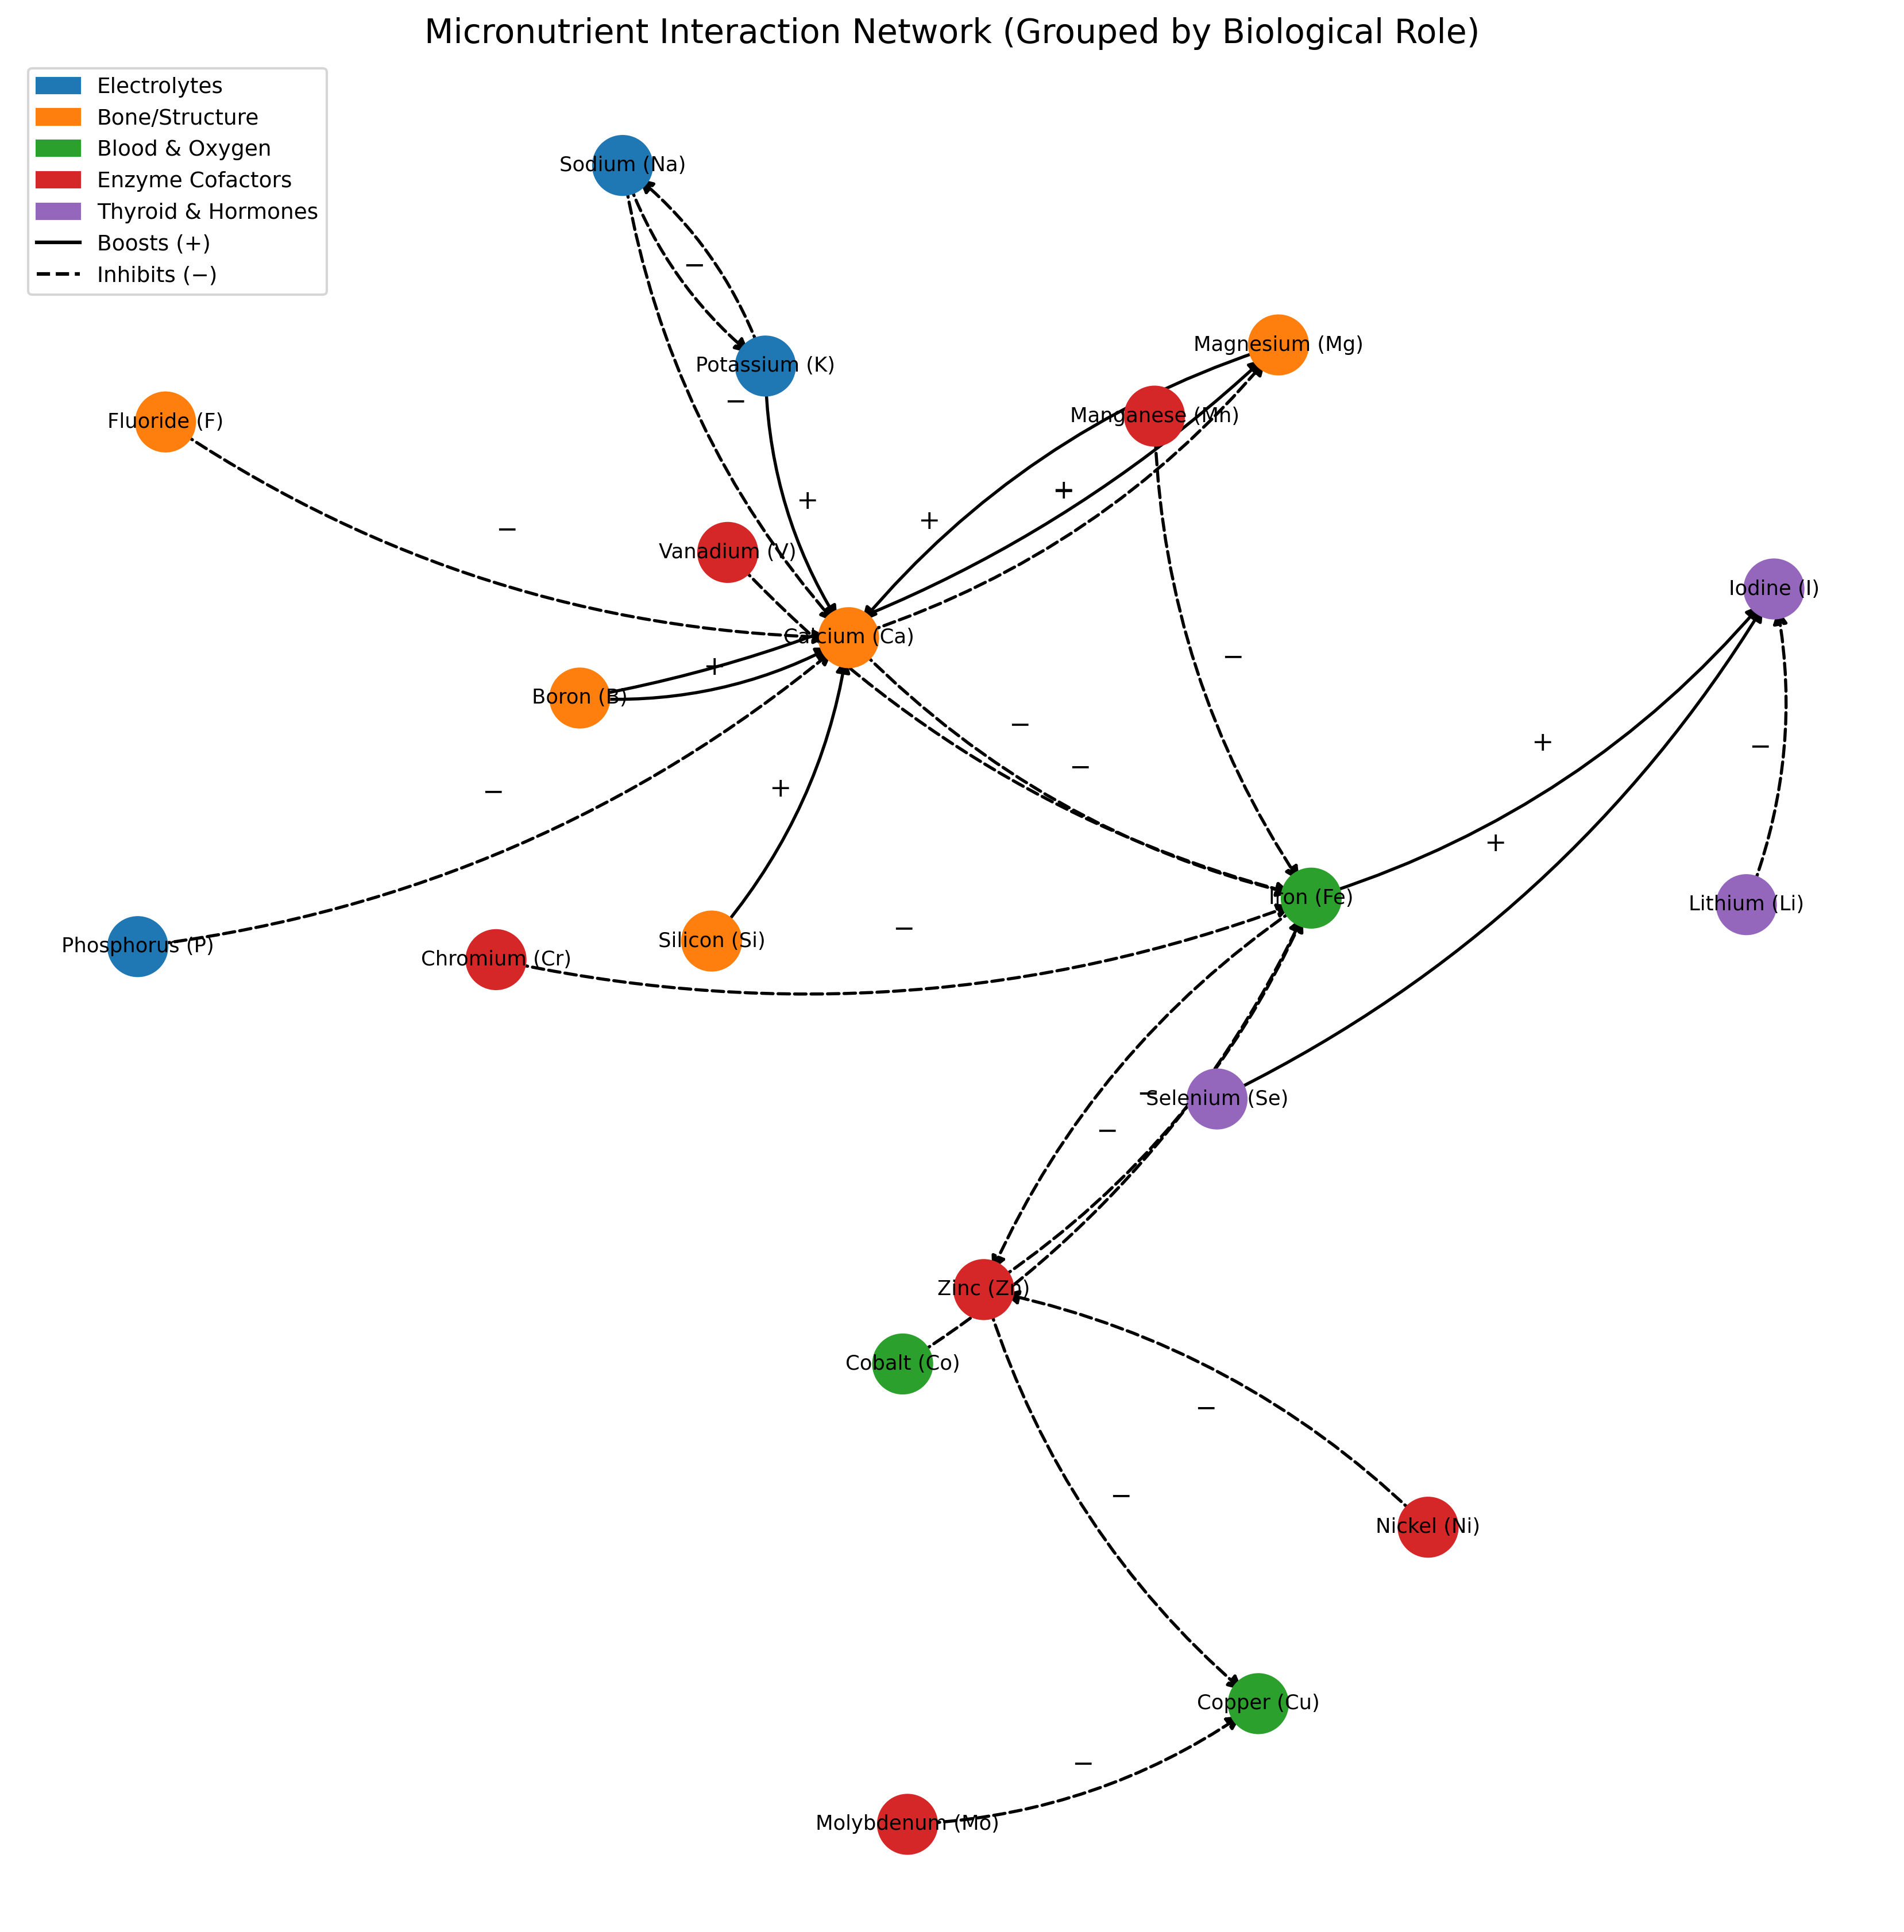 Micronutrient Interaction Network (Grouped by Biological Role)
Electrolytes
Bone/Structure
Blood & Oxygen
Enzyme Cofactors
Thyroid & Hormones
Boosts (+)
Inhibits (−)
Sodium (Na)
−
Magnesium (Mg)
Potassium (K)
−
Manganese (Mn)
Fluoride (F)
+
+
+
−
Vanadium (V)
Iodine (I)
Calcium (Ca)
−
+
Boron (B)
−
+
−
−
+
−
+
Iron (Fe)
Lithium (Li)
−
Silicon (Si)
Phosphorus (P)
Chromium (Cr)
−
Selenium (Se)
−
Zinc (Zn)
Cobalt (Co)
−
−
Nickel (Ni)
Copper (Cu)
−
Molybdenum (Mo)